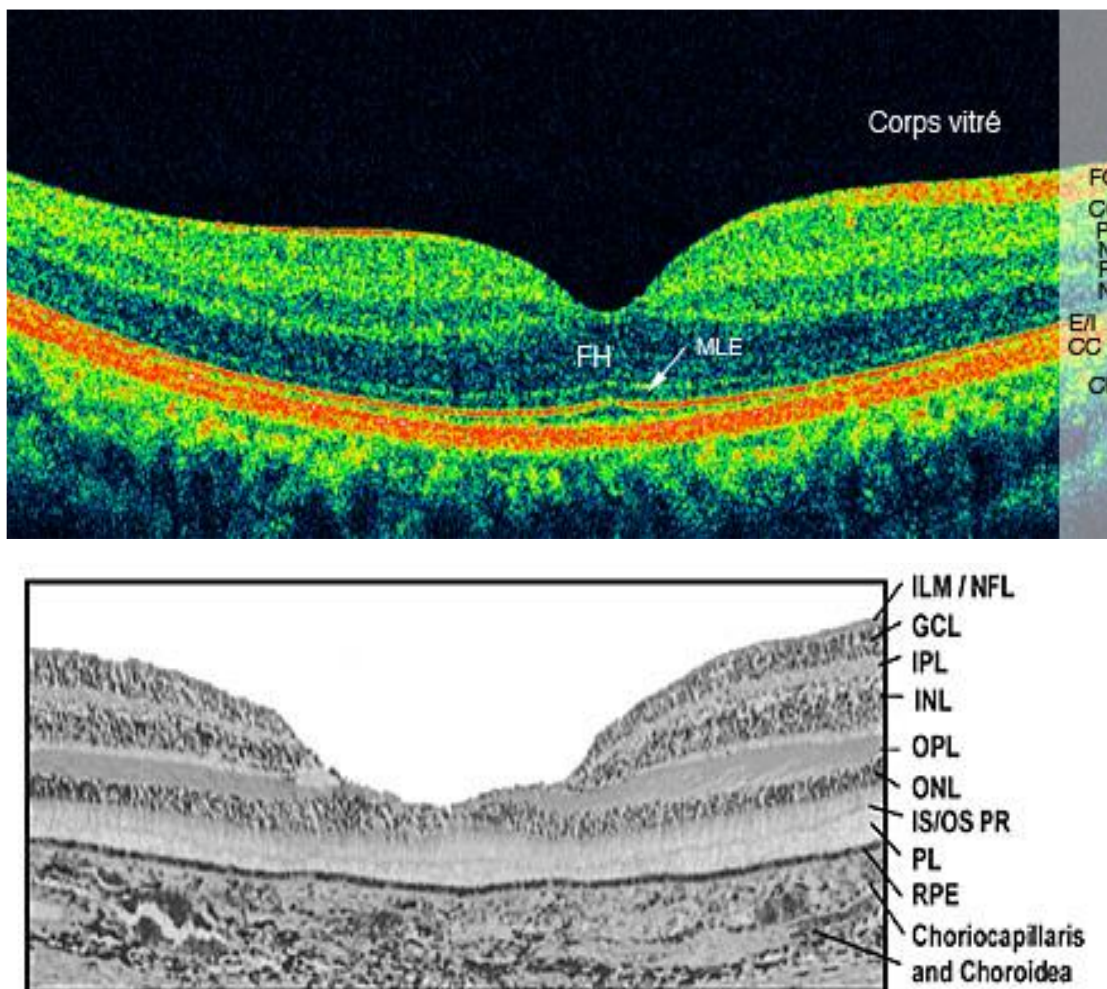 Corps vitré
FH
MLE
E/I
CC
ILM / NFL
GCL
IPL
INL
OPL
ONL
IS/OS PR
PL
RPE
Choriocapillaris
and Choroidea